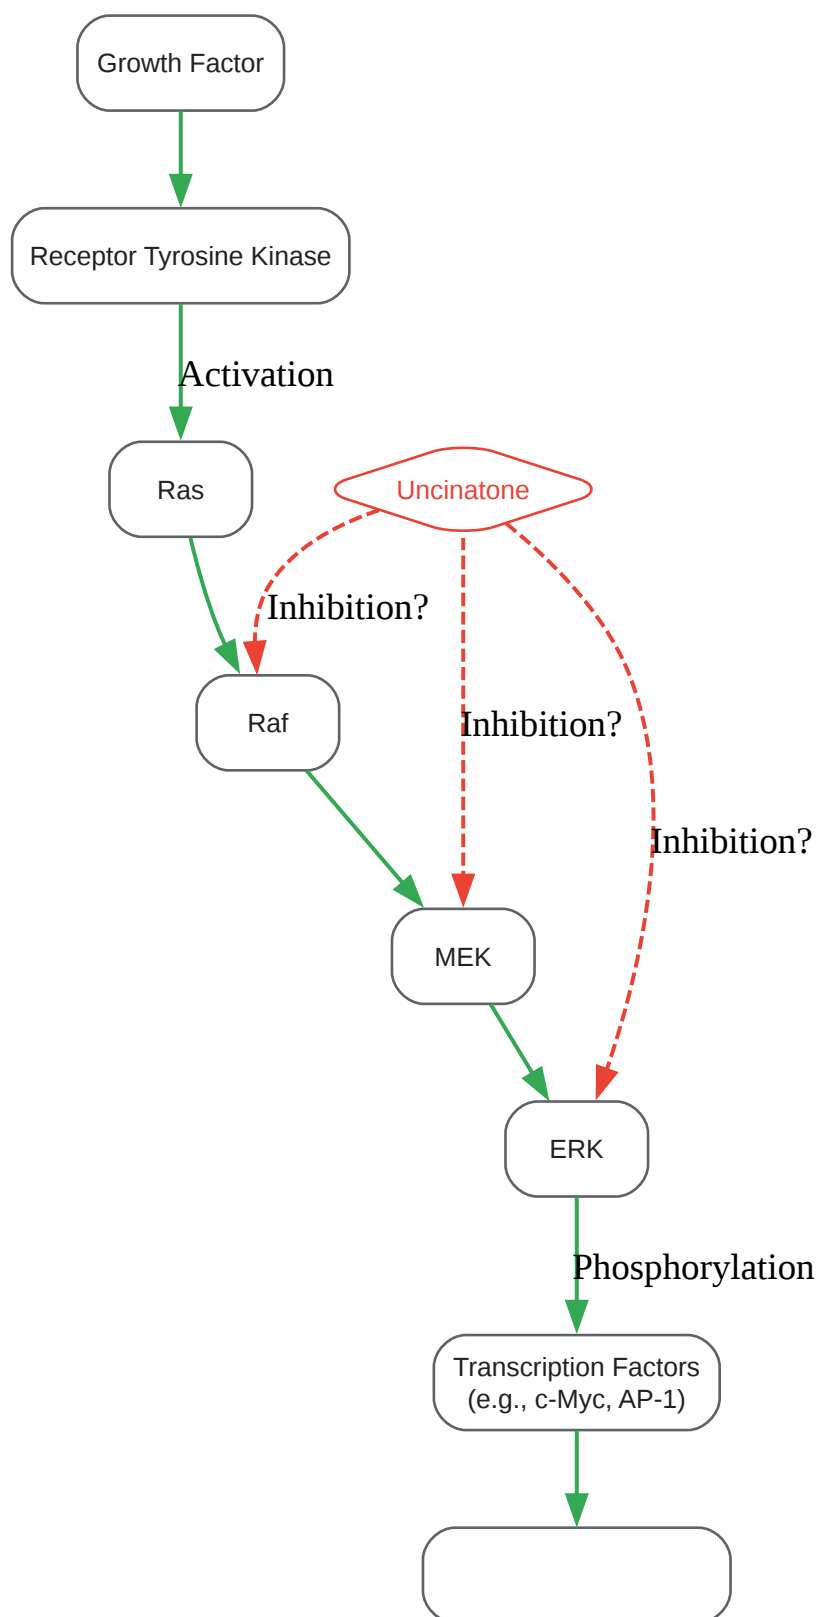 Growth Factor
Receptor Tyrosine Kinase
Activation
Ras
Uncinatone
Inhibition?
Raf
Inhibition?
Inhibition?
MEK
ERK
Phosphorylation
Transcription Factors
(e.g., c-Myc, AP-1)